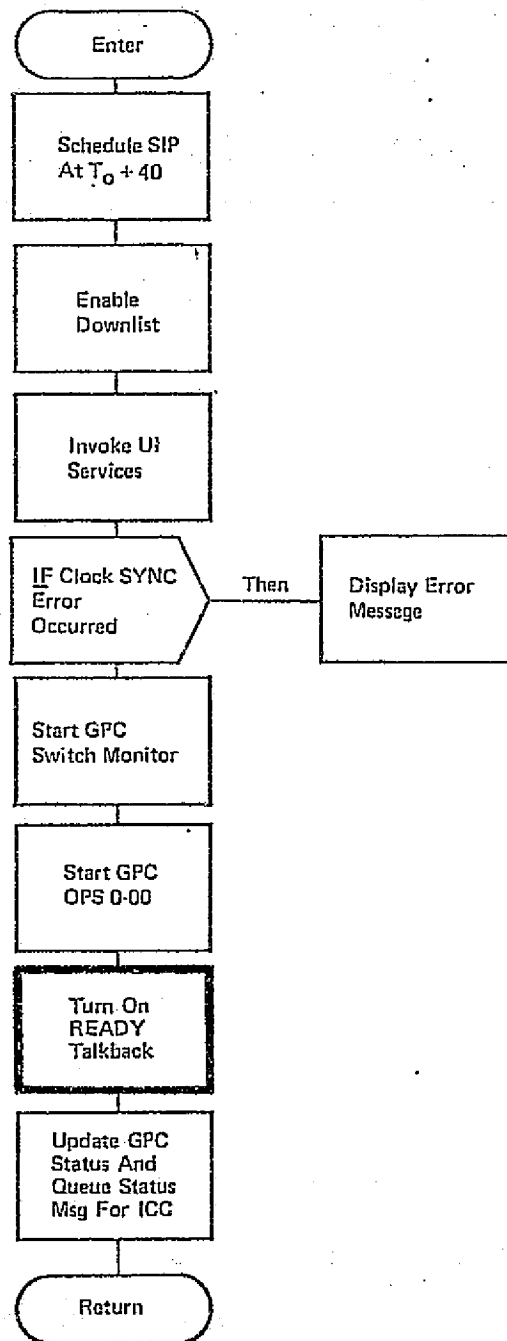 Enter
Schedule SIP
At To + 40
Enable
Downlist
Invoke UI
Services
IF Clock SYNC
Error
Occurred
Then
Display Error
Message
Start GPC
Switch Monitor
Start GPC
OPS 0-00
Turn On
READY
Talkback
Update GPC
Status And
Queue Status
Msg For ICC
Return